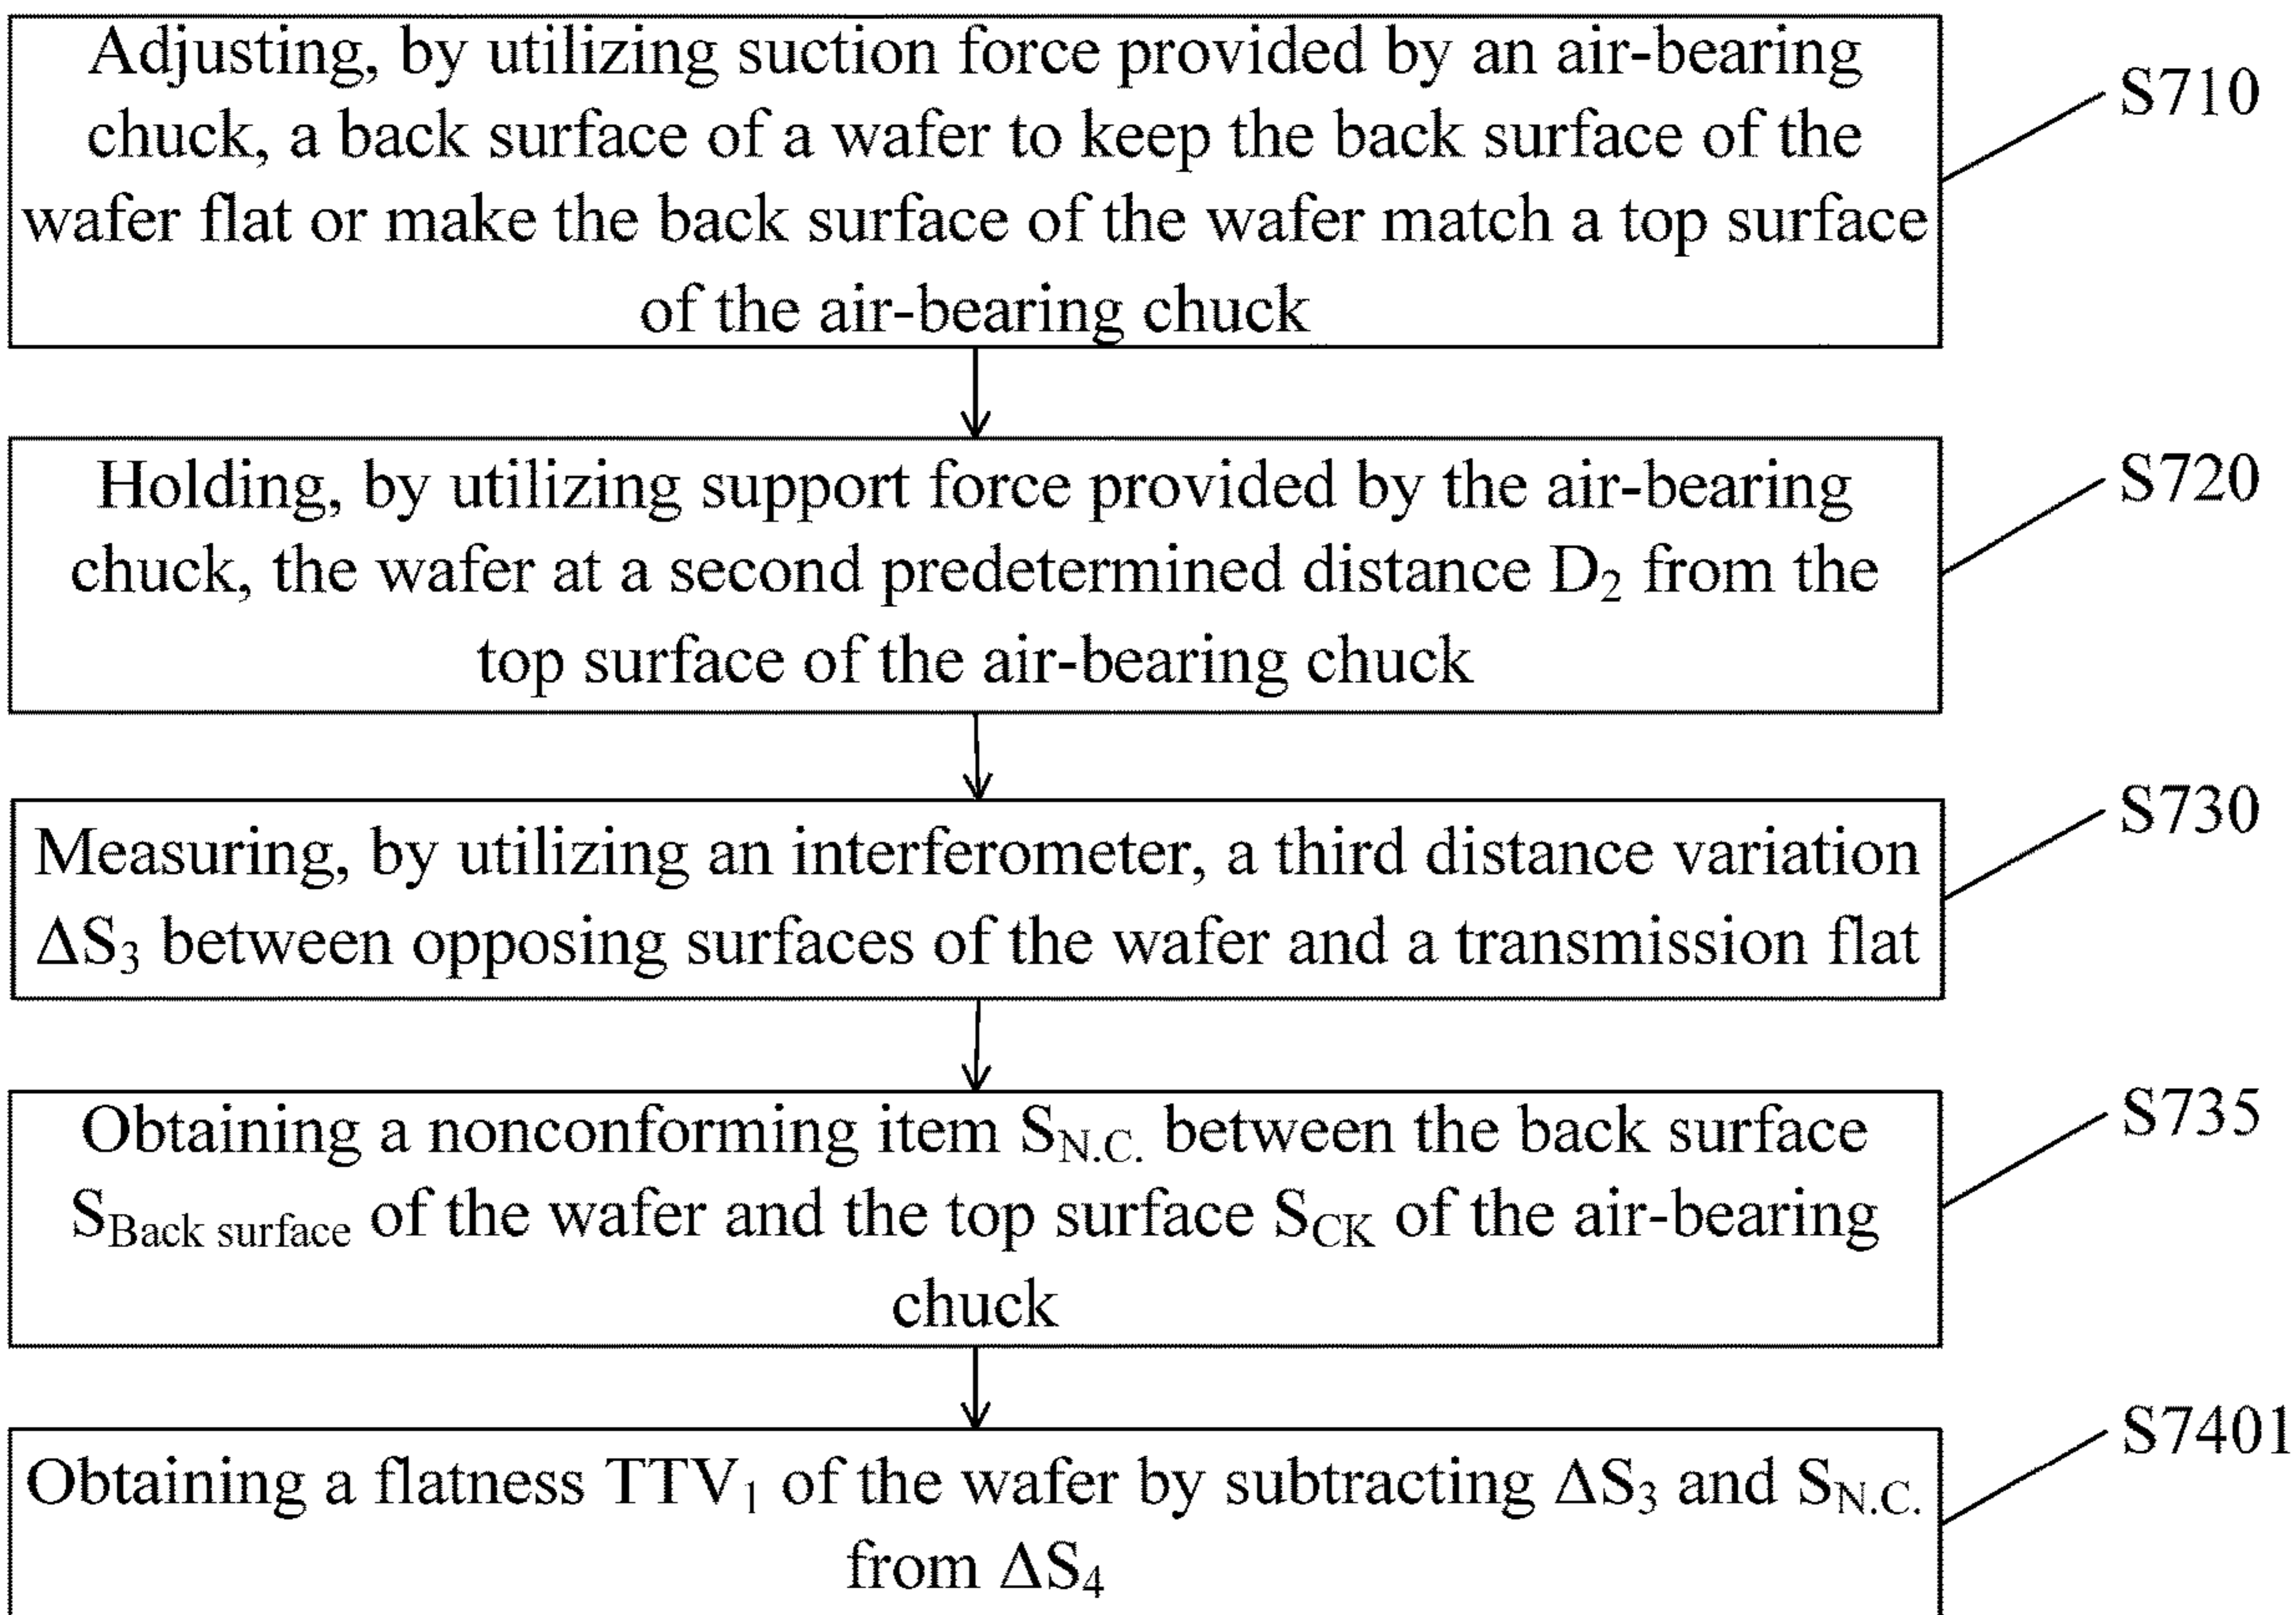 Adjusting, by utilizing suction force provided by an air-bearing
chuck, a back surface of a wafer to keep the back surface of the
wafer flat or make the back surface of the wafer match a top surface
of the air-bearing chuck
S710
Holding, by utilizing support force provided by the air-bearing
chuck, the wafer at a second predetermined distance D₂ from the
top surface of the air-bearing chuck
S720
Measuring, by utilizing an interferometer, a third distance variation
ΔS₃ between opposing surfaces of the wafer and a transmission flat
S730
Obtaining a nonconforming item S_N.C. between the back surface
S_Back surface of the wafer and the top surface S_CK of the air-bearing
chuck
S735
Obtaining a flatness TTV₁ of the wafer by subtracting ΔS₃ and S_N.C.
from ΔS₄
S7401